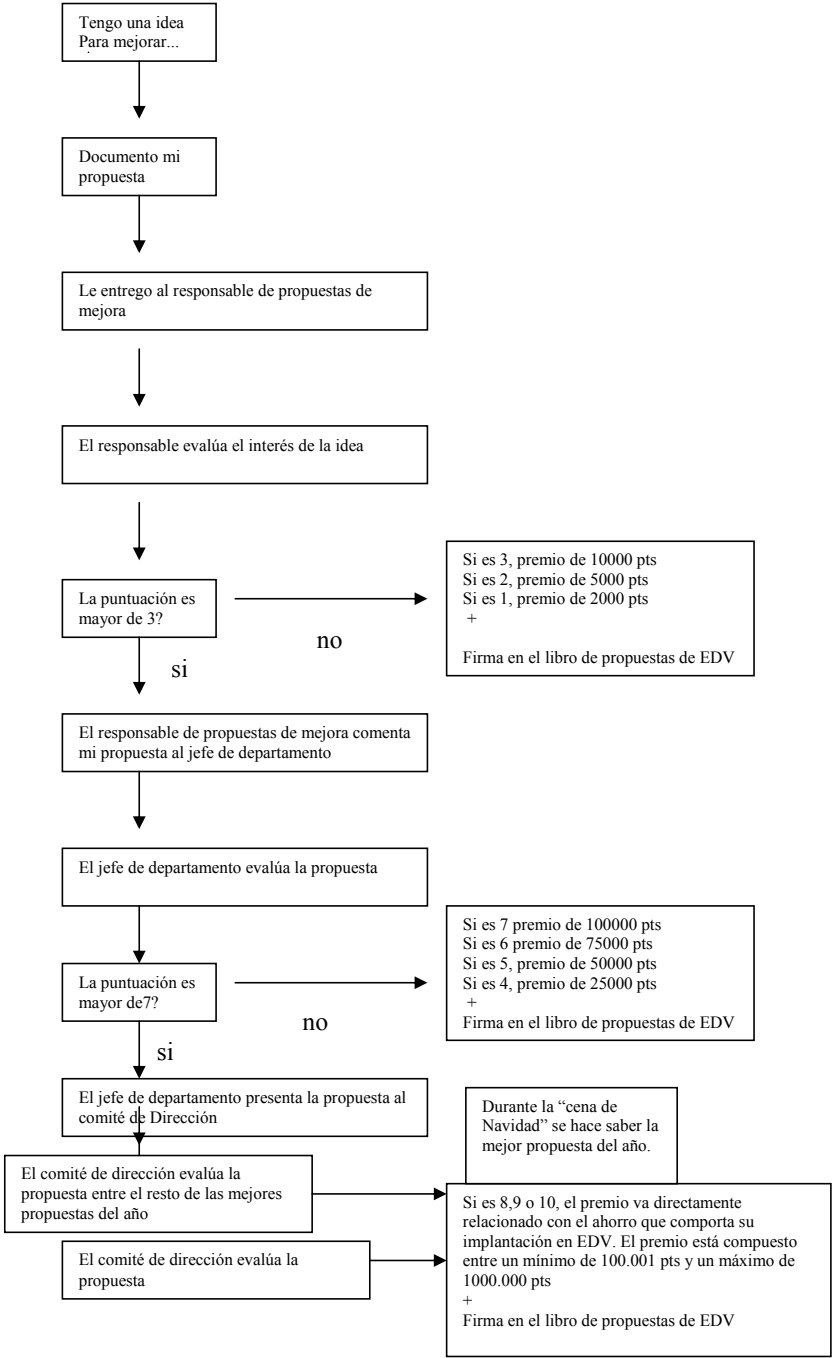 Tengo una idea
Para mejorar...
Documento mi
propuesta
Le entrego al responsable de propuestas de
mejora
El responsable evalúa el interés de la idea
La puntuación es
mayor de 3?
no
si
Si es 3, premio de 10000 pts
Si es 2, premio de 5000 pts
Si es 1, premio de 2000 pts
+
Firma en el libro de propuestas de EDV
El responsable de propuestas de mejora comenta
mi propuesta al jefe de departamento
El jefe de departamento evalúa la propuesta
La puntuación es
mayor de7?
no
si
Si es 7 premio de 100000 pts
Si es 6 premio de 75000 pts
Si es 5, premio de 50000 pts
Si es 4, premio de 25000 pts
+
Firma en el libro de propuestas de EDV
El jefe de departamento presenta la propuesta al
comité de Dirección
Durante la “cena de
Navidad” se hace saber la
mejor propuesta del año.
El comité de dirección evalúa la
propuesta entre el resto de las mejores
propuestas del año
El comité de dirección evalúa la
propuesta
Si es 8,9 o 10, el premio va directamente
relacionado con el ahorro que comporta su
implantación en EDV. El premio está compuesto
entre un mínimo de 100.001 pts y un máximo de
1000.000 pts
+
Firma en el libro de propuestas de EDV